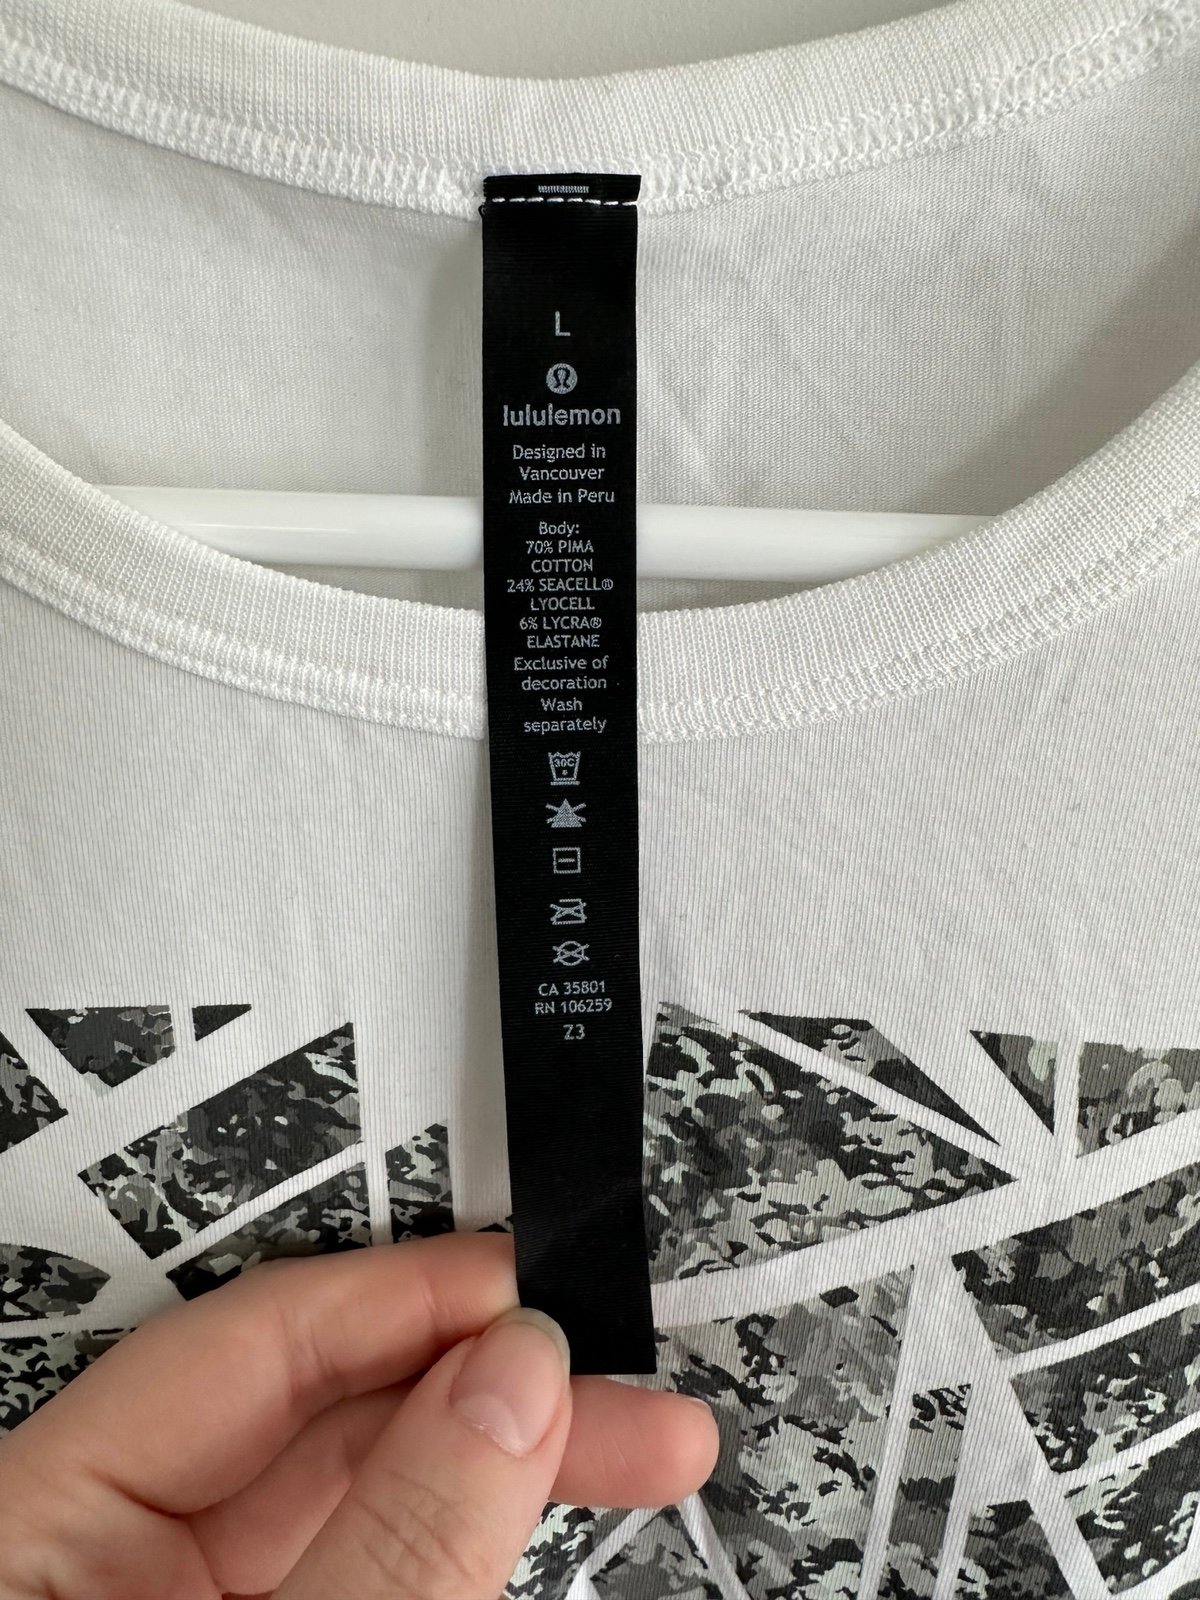 L
lululemon
Designed in
Vancouver
Made in Peru
Body:
70% PIMA
COTTON
24% SEACELL®
LYOCELL
6% LYCRA®
ELASTANE
Exclusive of
decoration
Wash
separately
30C
CA 35801
RN 106259
Z3